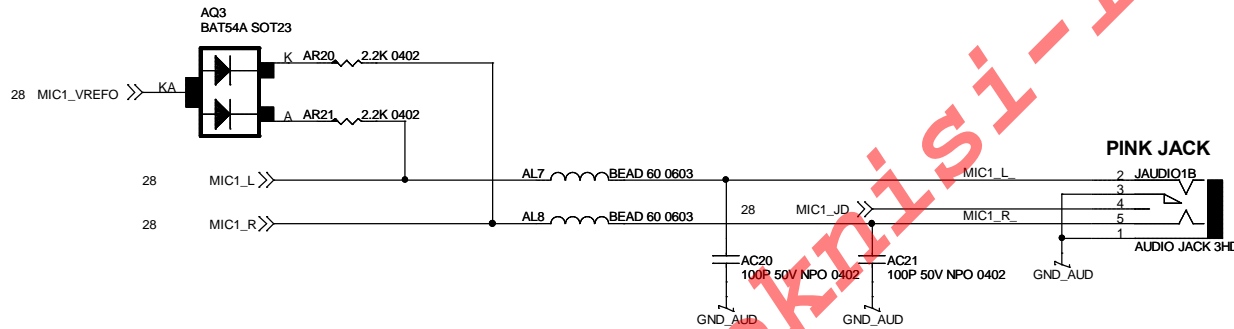 AQ3
BAT54A SOT23
K AR20 2.2K 0402
28 MIC1_VREFO KA
A AR21 2.2K 0402
PINK JACK
28 MIC1_L AL7 BEAD 60 0603 MIC1_L_ 2 JAUDIO1B
3
28 MIC1_JD 4
28 MIC1_R AL8 BEAD 60 0603 MIC1_R_ 5
1
AUDIO JACK 3HD
AC20
100P 50V NPO 0402
AC21
100P 50V NPO 0402
GND_AUD
GND_AUD
GND_AUD